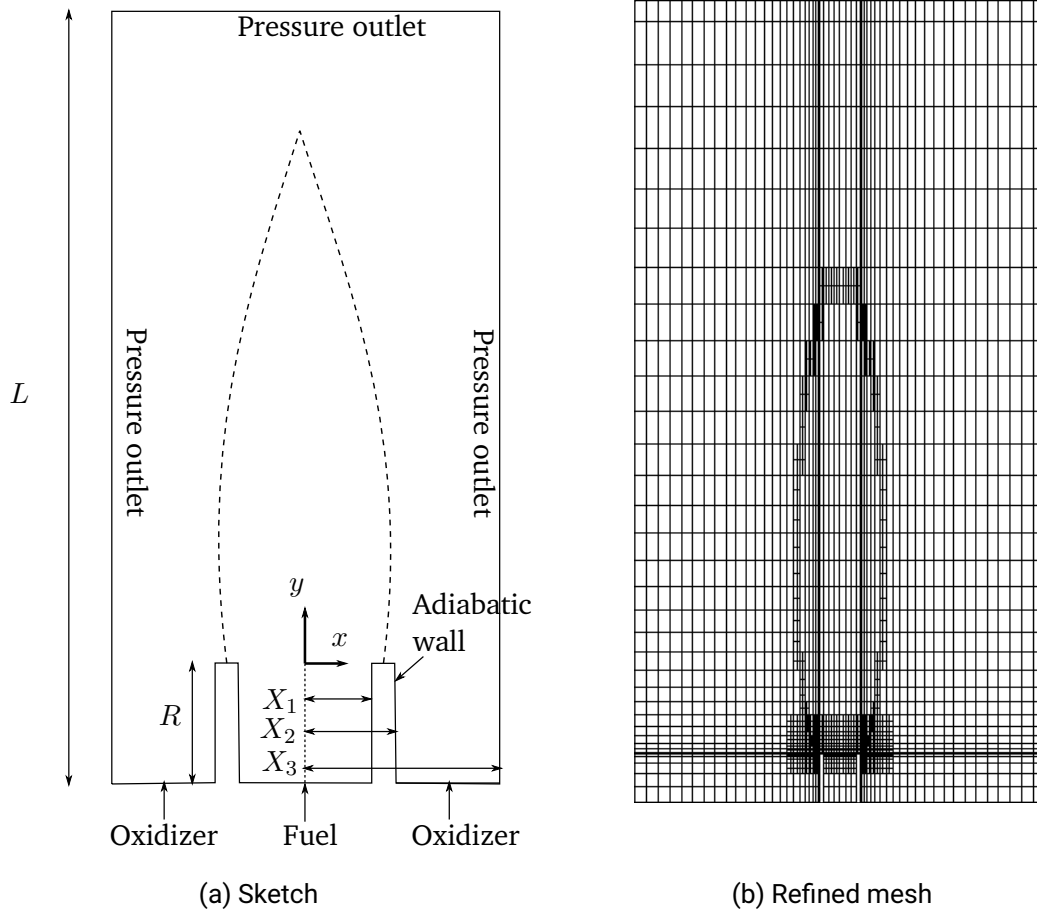 Pressure outlet
L
Pressure outlet
Pressure outlet
y
x
Adiabatic
wall
R
X₁
X₂
X₃
Oxidizer
Fuel
Oxidizer
(a) Sketch
(b) Refined mesh